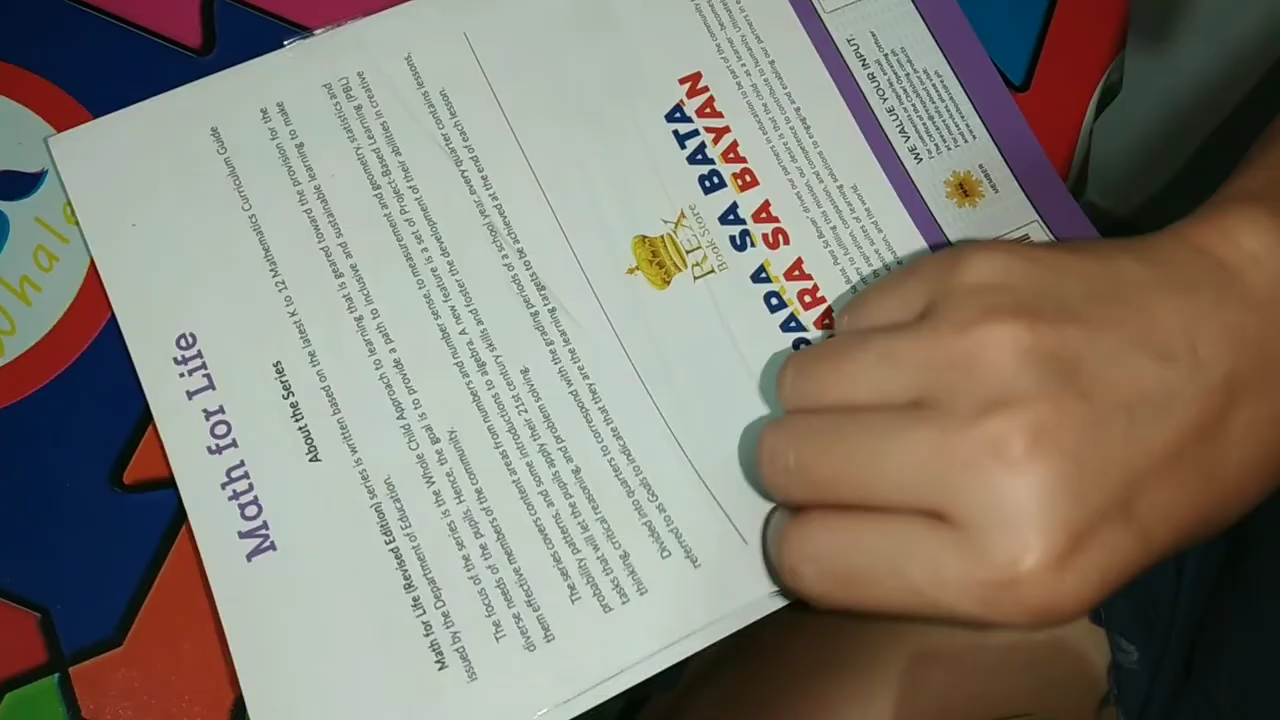 Math for Life
About the Series
Math for Life (Revised Edition) series is written based on the latest K to 12 Mathematics Curriculum Guide
issued by the Department of Education.
The focus of the series is the Whole Child Approach to learning that is geared toward the provision for the
diverse needs of the pupils. Hence, the goal is to provide a path to inclusive and sustainable learning to make
them effective members of the community.
The series covers content areas from numbers and number sense, to measurement and geometry, statistics and
probability, patterns, and some introductions to algebra. A new feature is a set of Project-Based Learning (PBL)
tasks that will let the pupils apply their 21st century skills and foster the development of their abilities in creative
thinking, critical reasoning, and problem solving.
Divided into quarters to correspond with the grading periods of a school year, every quarter contains lessons,
referred to as Goals to indicate that they are the learning targets to be achieved at the end of each lesson.
REX
Book Store
PARA SA BATA,
PARA SA BAYAN
WE VALUE YOUR INPUT.
MEMBER
Whale